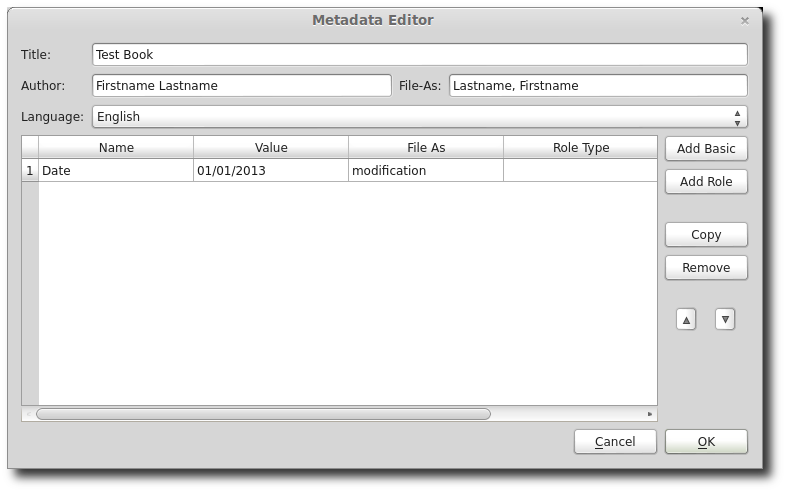 Metadata Editor
Title: Test Book
Author: Firstname Lastname File-As: Lastname, Firstname
Language: English
Name Value File As Role Type Add Basic
1 Date 01/01/2013 modification
Add Role
Copy
Remove
Cancel OK